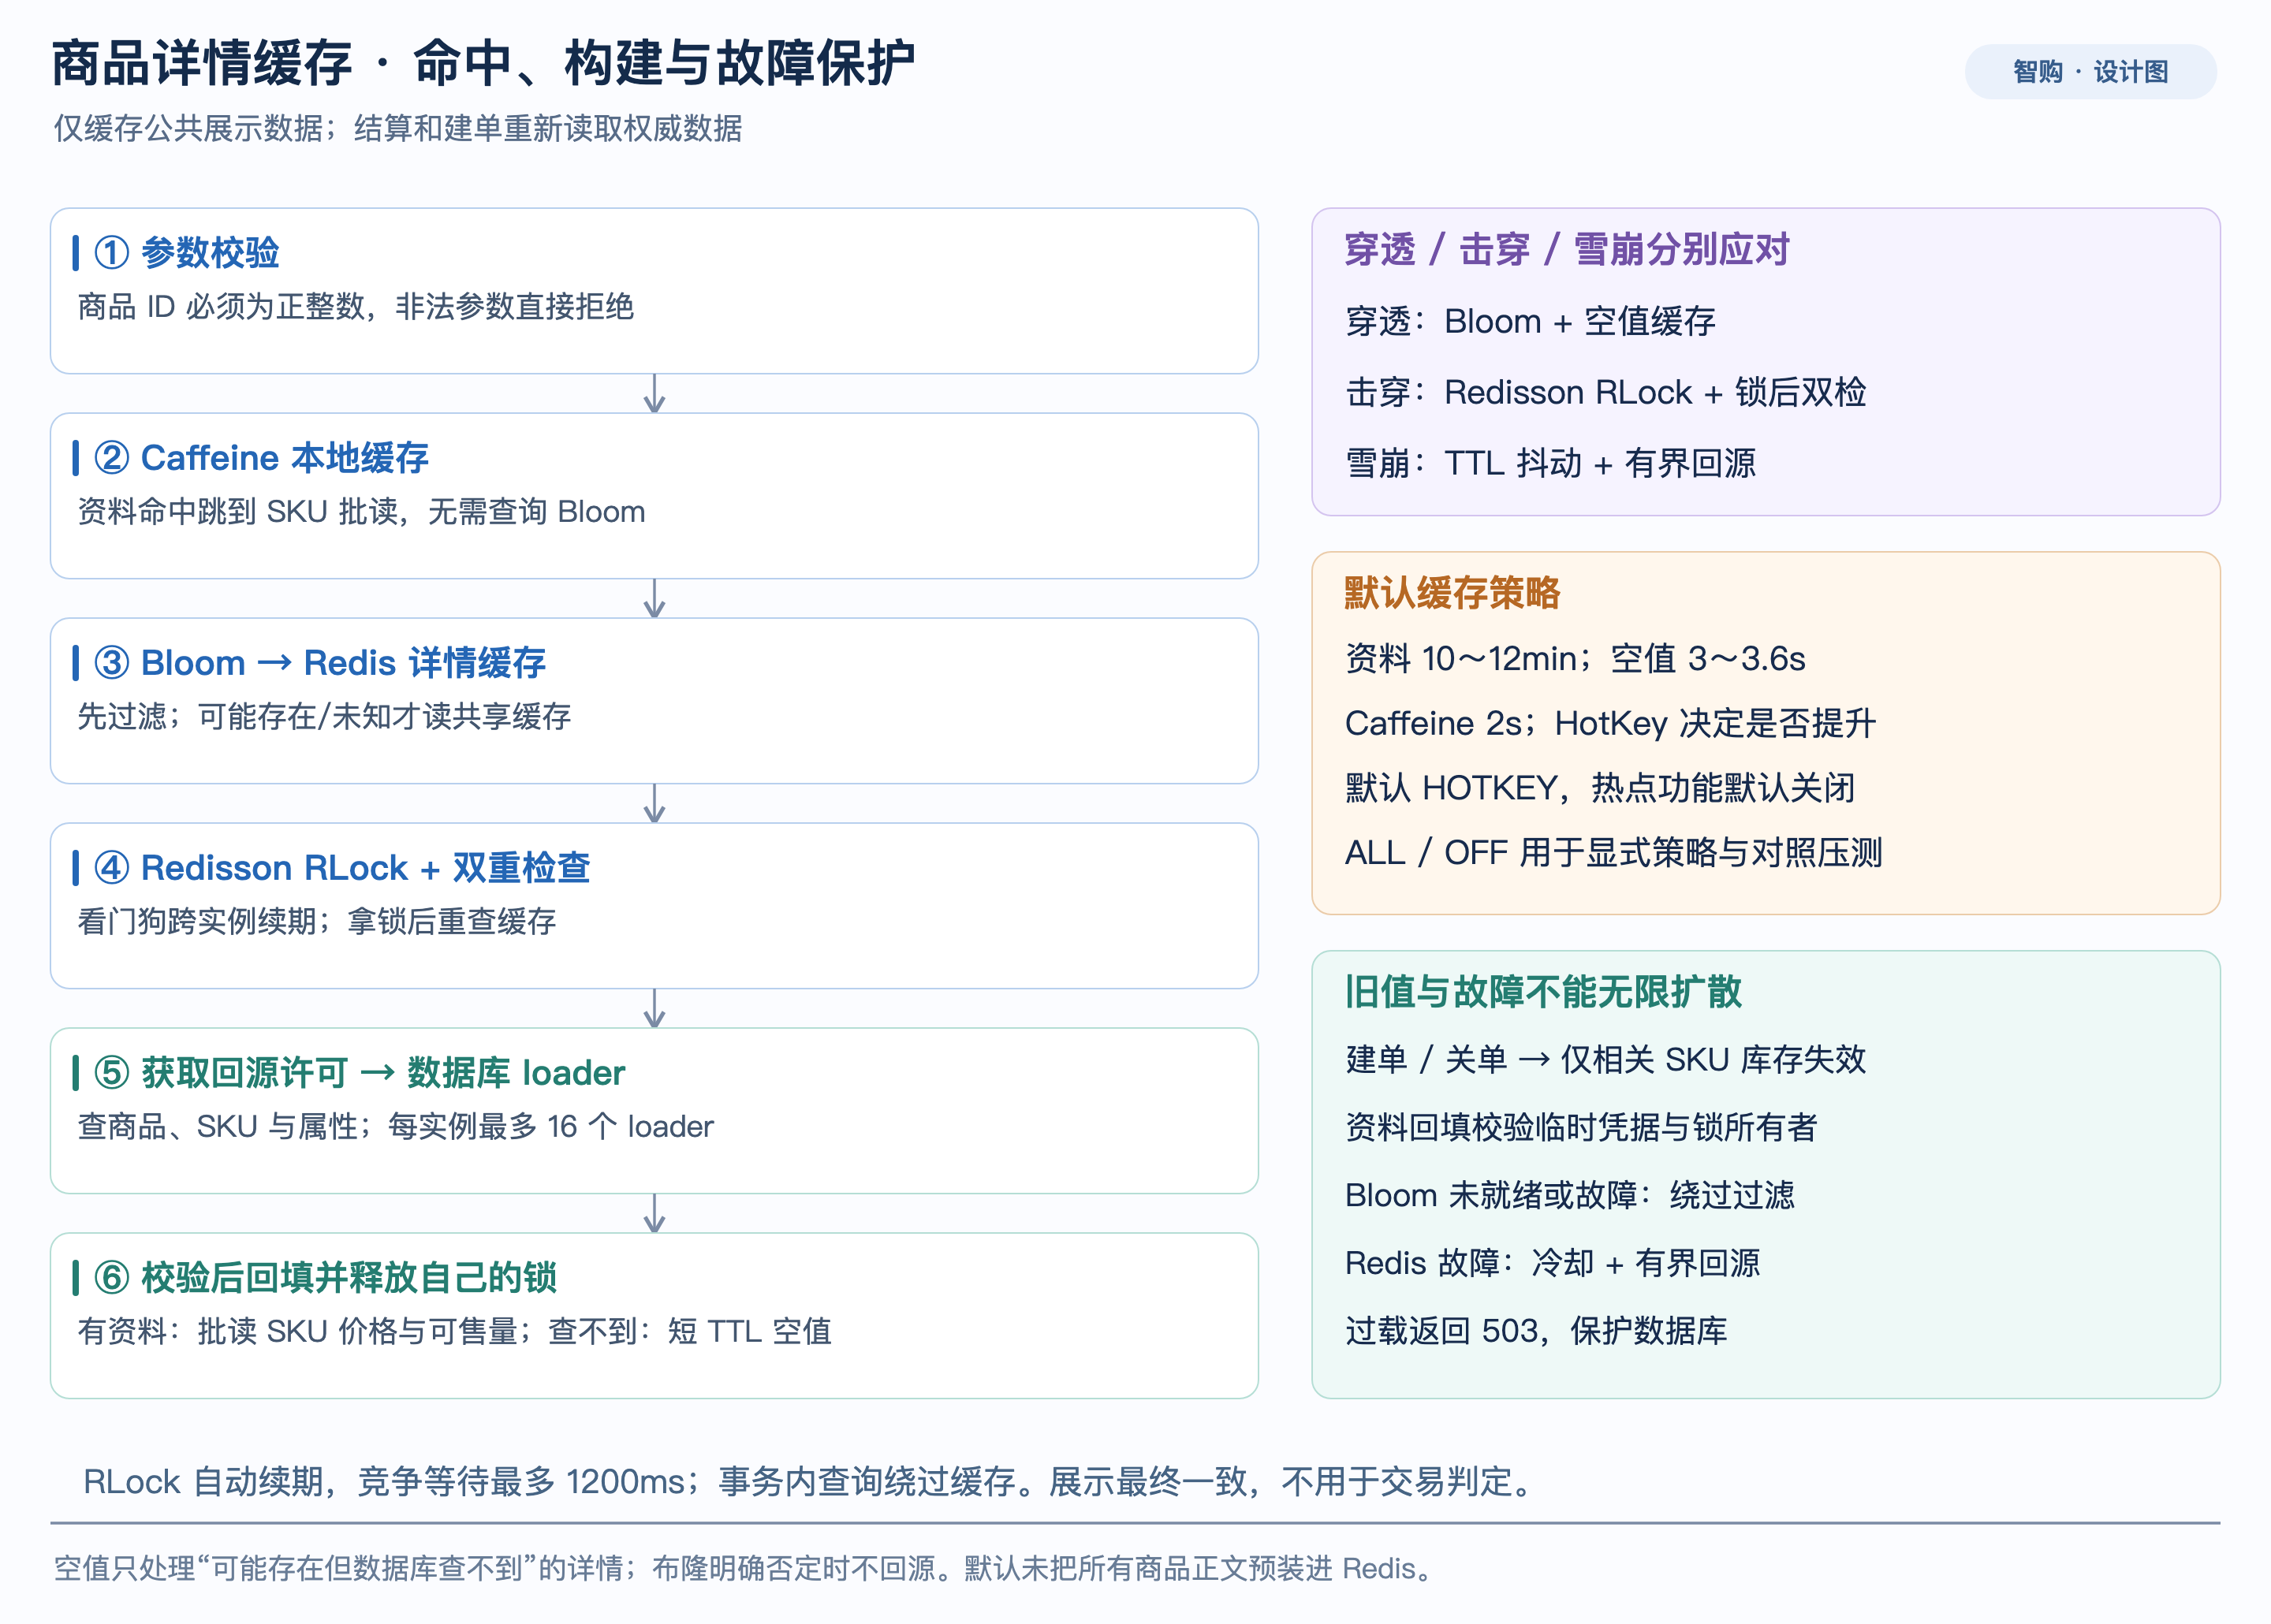 商品详情缓存 · 命中、构建与故障保护
智购 · 设计图
仅缓存公共展示数据；结算和建单重新读取权威数据
① 参数校验
商品 ID 必须为正整数，非法参数直接拒绝
② Caffeine 本地缓存
资料命中跳到 SKU 批读，无需查询 Bloom
③ Bloom → Redis 详情缓存
先过滤；可能存在/未知才读共享缓存
④ Redisson RLock + 双重检查
看门狗跨实例续期；拿锁后重查缓存
⑤ 获取回源许可 → 数据库 loader
查商品、SKU 与属性；每实例最多 16 个 loader
⑥ 校验后回填并释放自己的锁
有资料：批读 SKU 价格与可售量；查不到：短 TTL 空值
穿透 / 击穿 / 雪崩分别应对
穿透：Bloom + 空值缓存
击穿：Redisson RLock + 锁后双检
雪崩：TTL 抖动 + 有界回源
默认缓存策略
资料 10～12min；空值 3～3.6s
Caffeine 2s；HotKey 决定是否提升
默认 HOTKEY，热点功能默认关闭
ALL / OFF 用于显式策略与对照压测
旧值与故障不能无限扩散
建单 / 关单 → 仅相关 SKU 库存失效
资料回填校验临时凭据与锁所有者
Bloom 未就绪或故障：绕过过滤
Redis 故障：冷却 + 有界回源
过载返回 503，保护数据库
RLock 自动续期，竞争等待最多 1200ms；事务内查询绕过缓存。展示最终一致，不用于交易判定。
空值只处理“可能存在但数据库查不到”的详情；布隆明确否定时不回源。默认未把所有商品正文预装进 Redis。